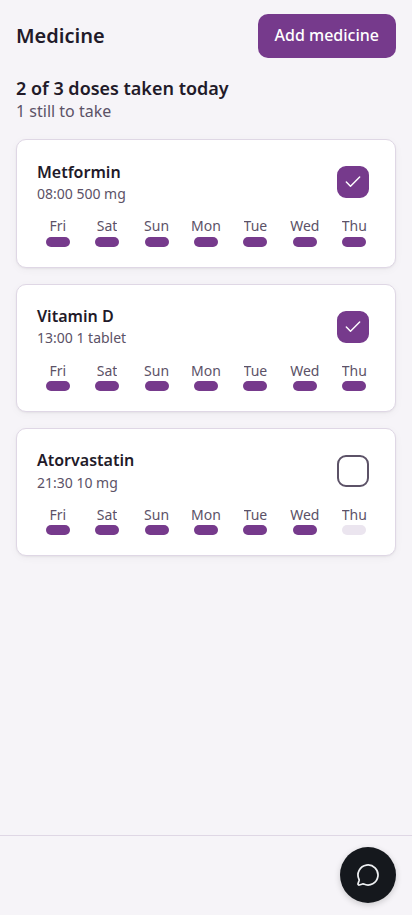 Medicine
Add medicine
2 of 3 doses taken today
1 still to take
Metformin
08:00 500 mg
Fri Sat Sun Mon Tue Wed Thu
Vitamin D
13:00 1 tablet
Fri Sat Sun Mon Tue Wed Thu
Atorvastatin
21:30 10 mg
Fri Sat Sun Mon Tue Wed Thu